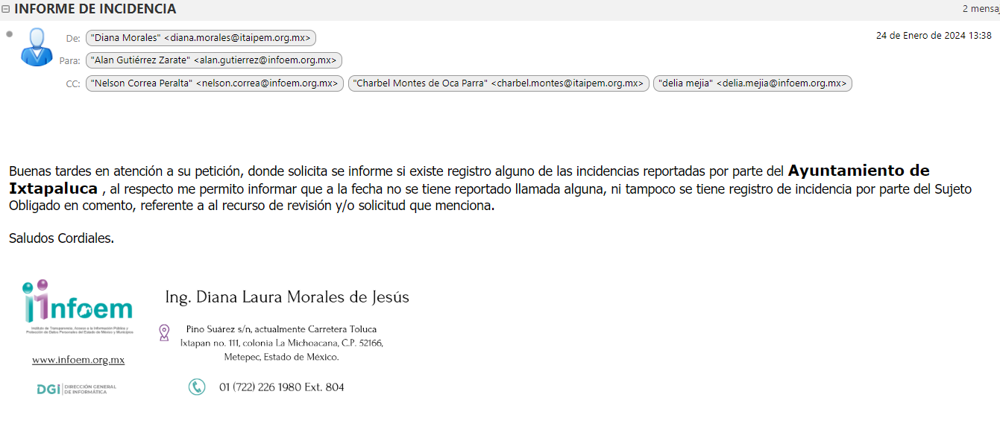 INFORME DE INCIDENCIA
2 mensaj
De: "Diana Morales" <diana.morales@itaipem.org.mx>
24 de Enero de 2024 13:38
Para: "Alan Gutiérrez Zarate" <alan.gutierrez@infoem.org.mx>
CC: "Nelson Correa Peralta" <nelson.correa@infoem.org.mx> "Charbel Montes de Oca Parra" <charbel.montes@itaipem.org.mx> "delia mejia" <delia.mejia@infoem.org.mx>
Buenas tardes en atención a su petición, donde solicita se informe si existe registro alguno de las incidencias reportadas por parte del Ayuntamiento de
Ixtapaluca , al respecto me permito informar que a la fecha no se tiene reportado llamada alguna, ni tampoco se tiene registro de incidencia por parte del Sujeto
Obligado en comento, referente a al recurso de revisión y/o solicitud que menciona.
Saludos Cordiales.
infoem
Instituto de Transparencia, Acceso a la Información Pública y
Protección de Datos Personales del Estado de México y Municipios
www.infoem.org.mx
DGI DIRECCIÓN GENERAL
DE INFORMÁTICA
Ing. Diana Laura Morales de Jesús
Pino Suárez s/n, actualmente Carretera Toluca
Ixtapan no. 111, colonia La Michoacana, C.P. 52166,
Metepec, Estado de México.
01 (722) 226 1980 Ext. 804